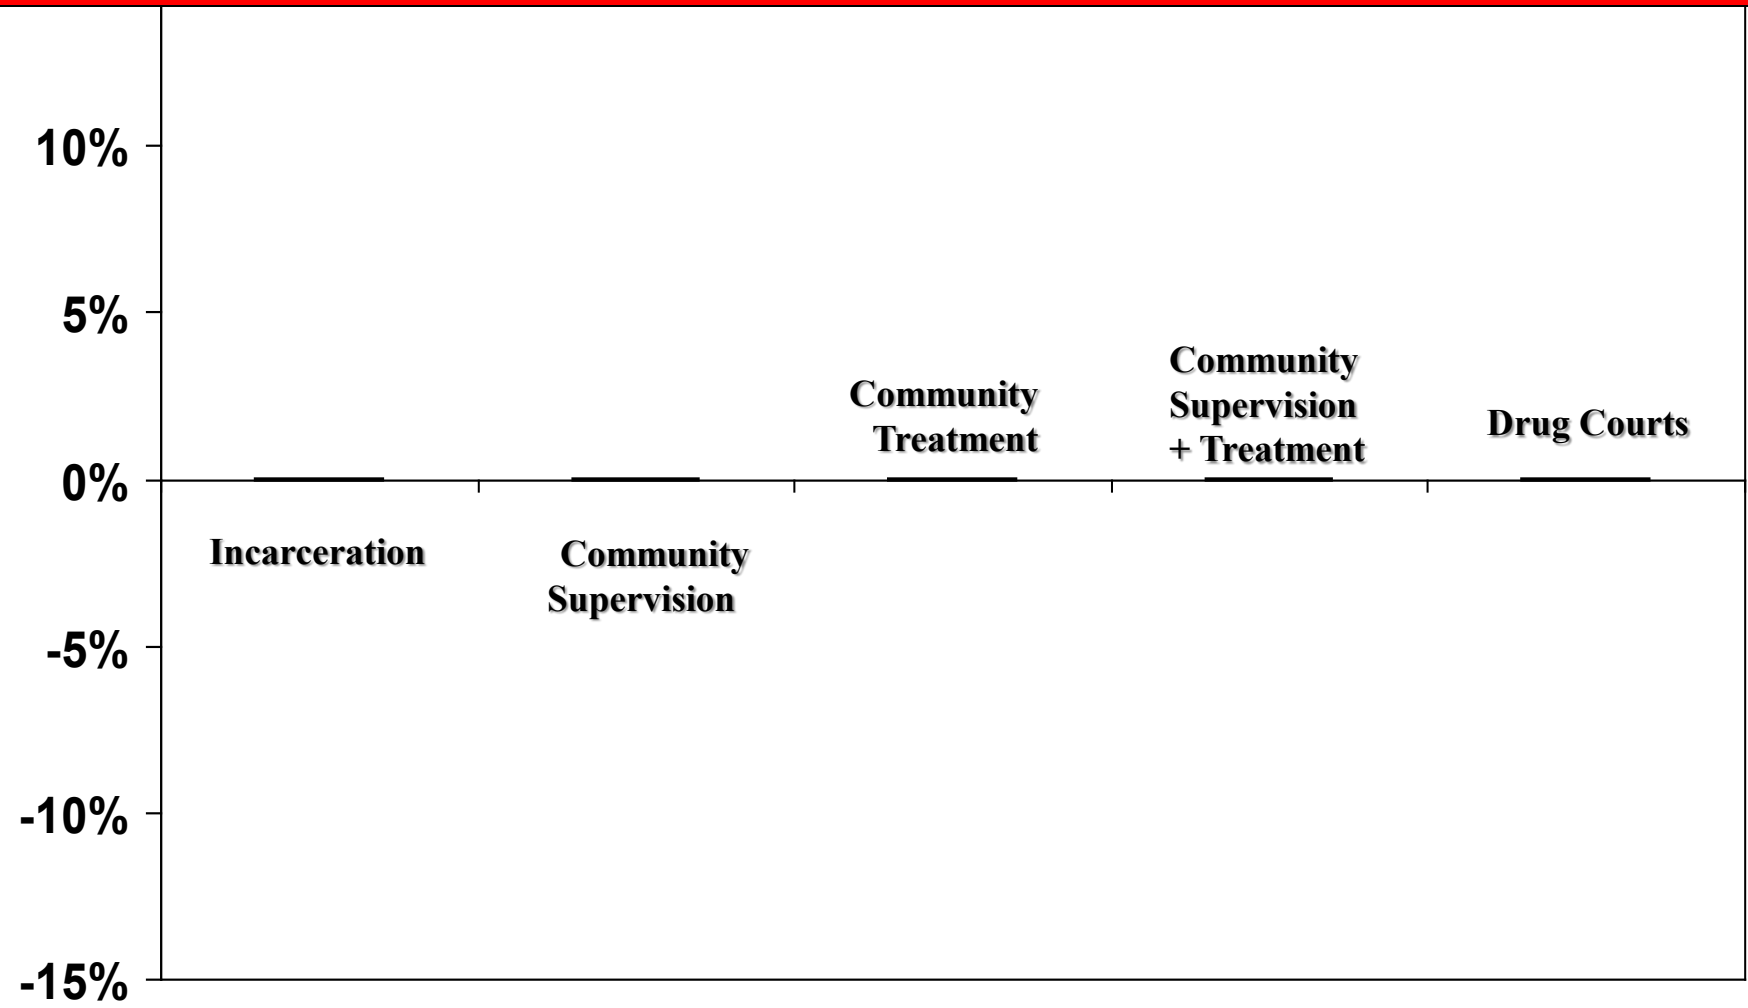 10%
5%
0%
-5%
-10%
-15%
Incarceration
Community
Supervision
Community
Treatment
Community
Supervision
+ Treatment
Drug Courts